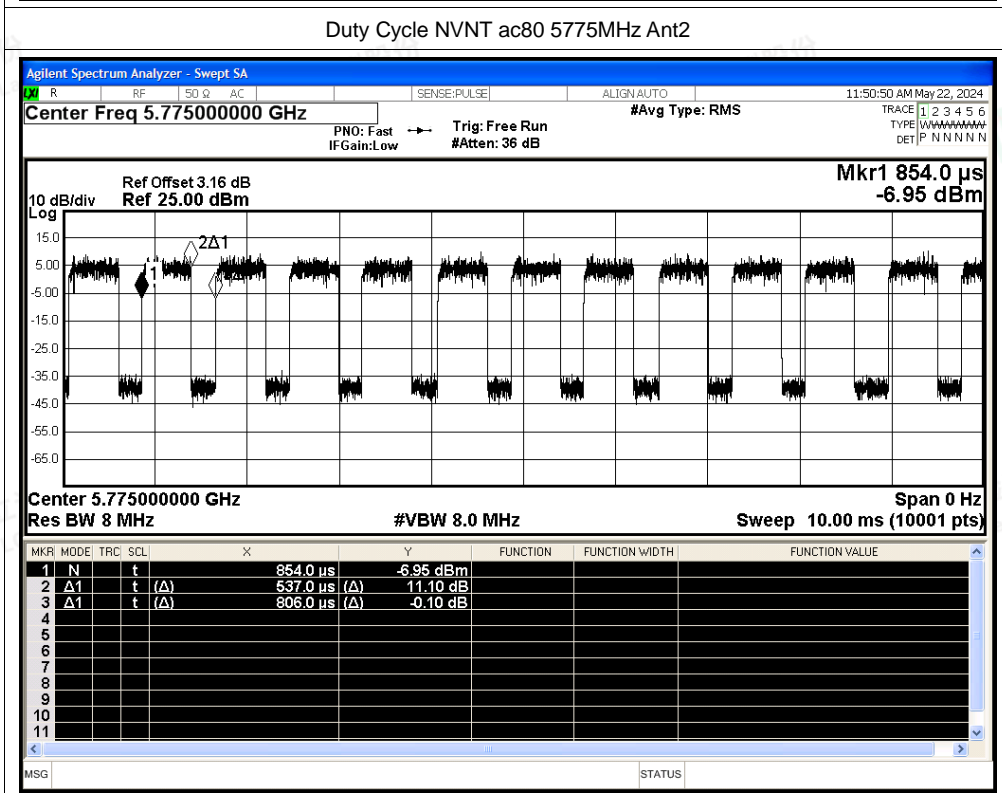 Duty Cycle NVNT ac80 5775MHz Ant2
Agilent Spectrum Analyzer - Swept SA
LXI R RF 50 Ω AC SENSE:PULSE ALIGN AUTO 11:50:50 AM May 22, 2024
Center Freq 5.775000000 GHz #Avg Type: RMS TRACE 1 2 3 4 5 6
PNO: Fast Trig: Free Run TYPE WWWWWW
IFGain:Low #Atten: 36 dB DET P N N N N N
Mkr1 854.0 µs
Ref Offset 3.16 dB
10 dB/div Ref 25.00 dBm -6.95 dBm
Log
15.0
2Δ1
5.00
1
-5.00
-15.0
-25.0
-35.0
-45.0
-55.0
-65.0
Center 5.775000000 GHz Span 0 Hz
Res BW 8 MHz #VBW 8.0 MHz Sweep 10.00 ms (10001 pts)
MKR MODE TRC SCL X Y FUNCTION FUNCTION WIDTH FUNCTION VALUE
1 N t 854.0 µs -6.95 dBm
2 Δ1 t (Δ) 537.0 µs (Δ) 11.10 dB
3 Δ1 t (Δ) 806.0 µs (Δ) -0.10 dB
4
5
6
7
8
9
10
11
MSG STATUS